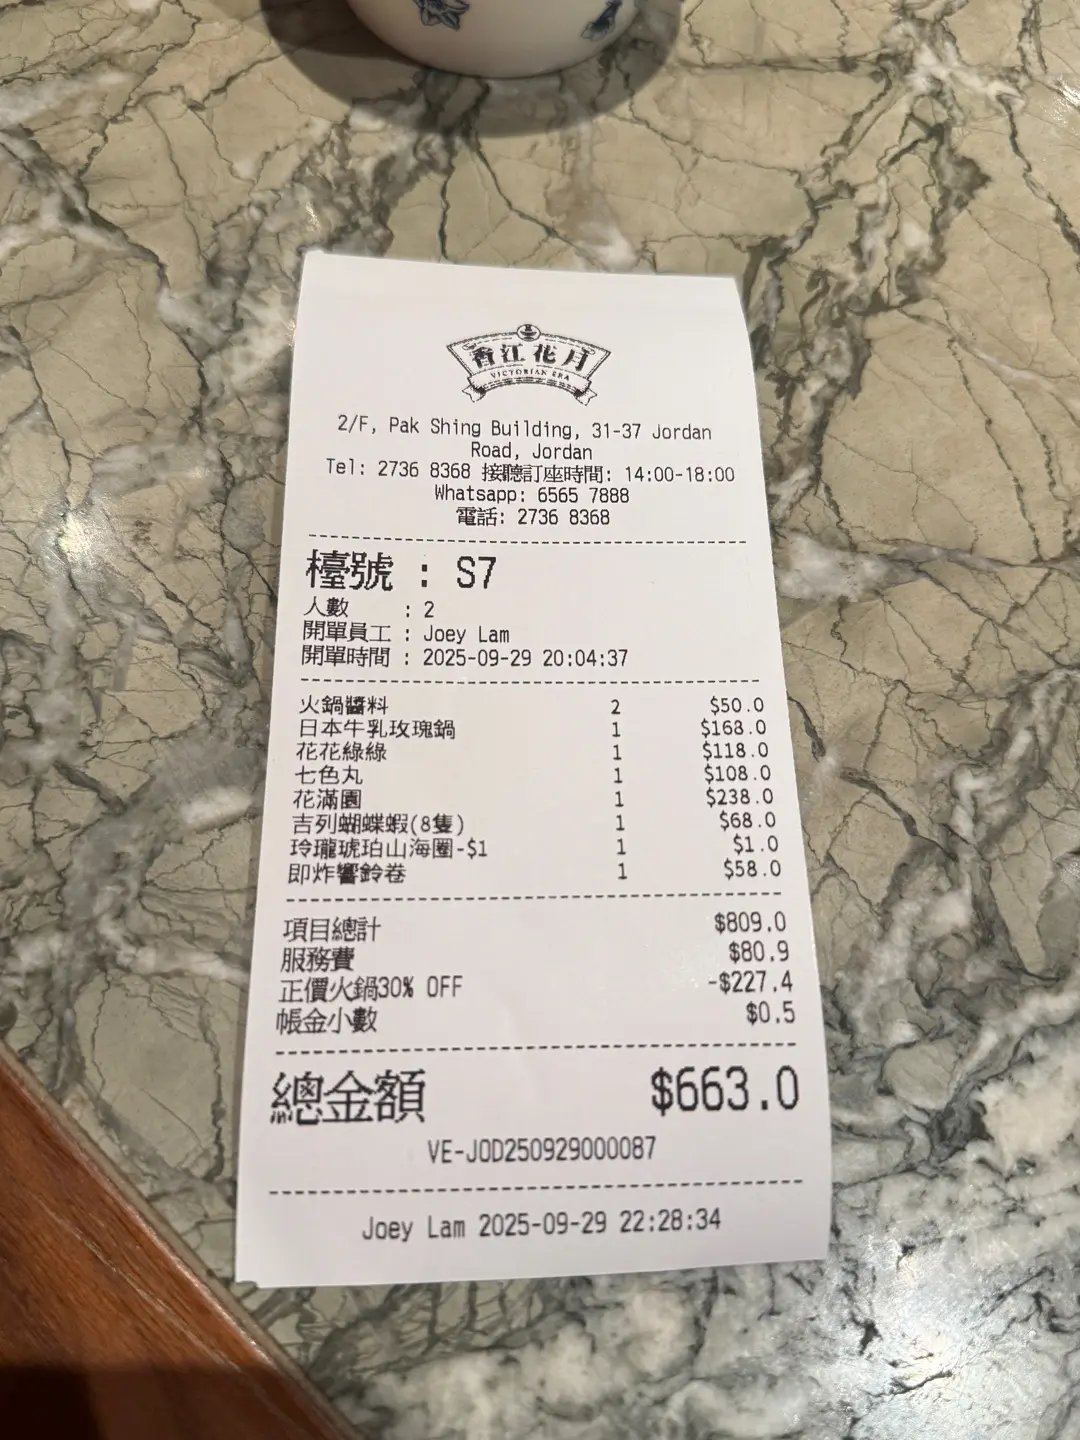 香江花月
VICTORIAN ERA
2/F, Pak Shing Building, 31-37 Jordan
Road, Jordan
Tel: 2736 8368 接聽訂座時間: 14:00-18:00
Whatsapp: 6565 7888
電話: 2736 8368
檯號 : S7
人數 : 2
開單員工 : Joey Lam
開單時間 : 2025-09-29 20:04:37
火鍋醬料 2 $50.0
日本牛乳玫瑰鍋 1 $168.0
花花綠綠 1 $118.0
七色丸 1 $108.0
花滿園 1 $238.0
吉列蝴蝶蝦(8隻) 1 $68.0
玲瓏琥珀山海圈-$1 1 $1.0
即炸響鈴卷 1 $58.0
項目總計 $809.0
服務費 $80.9
正價火鍋30% OFF -$227.4
帳金小數 $0.5
總金額 $663.0
VE-JOD250929000087
Joey Lam 2025-09-29 22:28:34